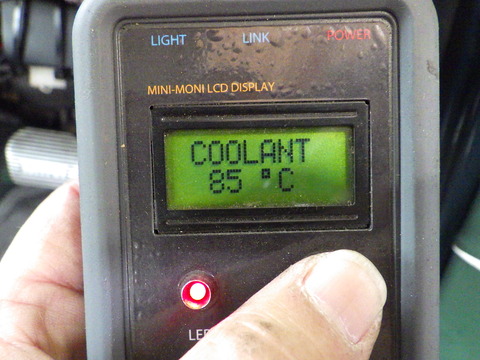 LIGHT LINK POWER
MINI-MONI LCD DISPLAY
COOLANT
85 °C